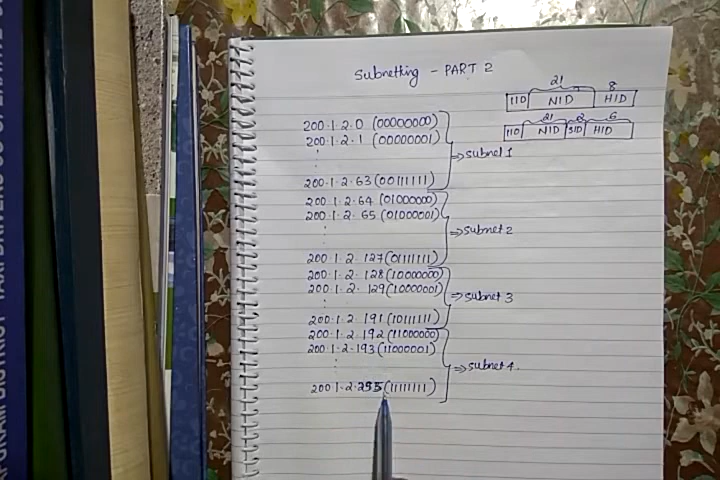 Subnetting - PART 2
21 8
110 NID HID
21 2 6
110 NID SID HID
200.1.2.0 (00000000)
200.1.2.1 (00000001)
⇒ Subnet 1
200.1.2.63 (00111111)
200.1.2.64 (01000000)
200.1.2.65 (01000001)
⇒ subnet 2
200.1.2.127 (01111111)
200.1.2.128 (10000000)
200.1.2.129 (10000001)
⇒ subnet 3
200.1.2.191 (10111111)
200.1.2.192 (11000000)
200.1.2.193 (11000001)
⇒ subnet 4.
200.1.2.255 (11111111)